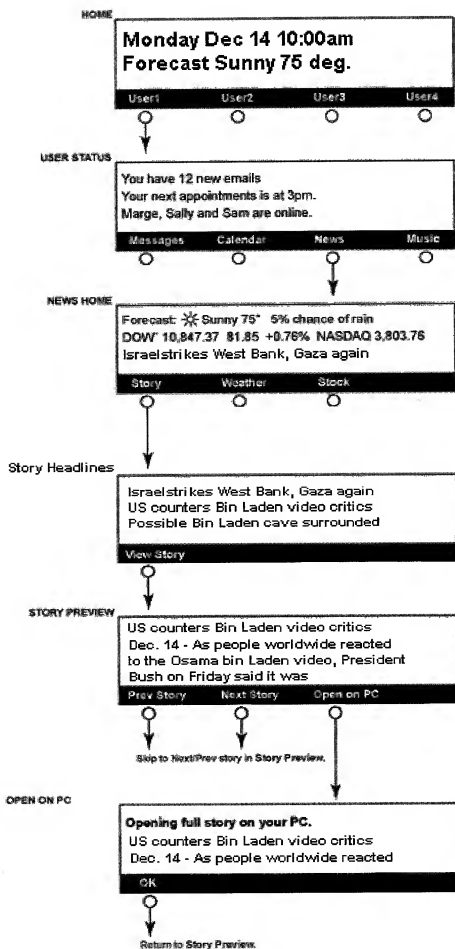 HOME
Monday Dec 14 10:00am
Forecast Sunny 75 deg.
User1 User2 User3 User4
USER STATUS
You have 12 new emails
Your next appointments is at 3pm.
Marge, Sally and Sam are online.
Messages Calendar News Music
NEWS HOME
Forecast: Sunny 75° 5% chance of rain
DOW 10,847.37 81.85 +0.76% NASDAQ 3,803.76
Israelstrikes West Bank, Gaza again
Story Weather Stock
Story Headlines
Israelstrikes West Bank, Gaza again
US counters Bin Laden video critics
Possible Bin Laden cave surrounded
View Story
STORY PREVIEW
US counters Bin Laden video critics
Dec. 14 - As people worldwide reacted
to the Osama bin Laden video, President
Bush on Friday said it was
Prev Story Next Story Open on PC
Skip to Next/Prev story in Story Preview.
OPEN ON PC
Opening full story on your PC.
US counters Bin Laden video critics
Dec. 14 - As people worldwide reacted
OK
Return to Story Preview.